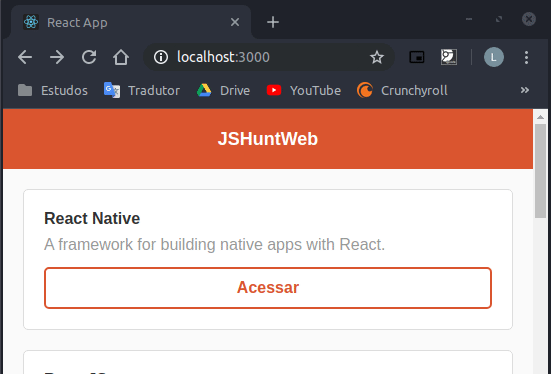 React App
localhost:3000
L
Estudos Tradutor Drive YouTube Crunchyroll »
JSHuntWeb
React Native
A framework for building native apps with React.
Acessar